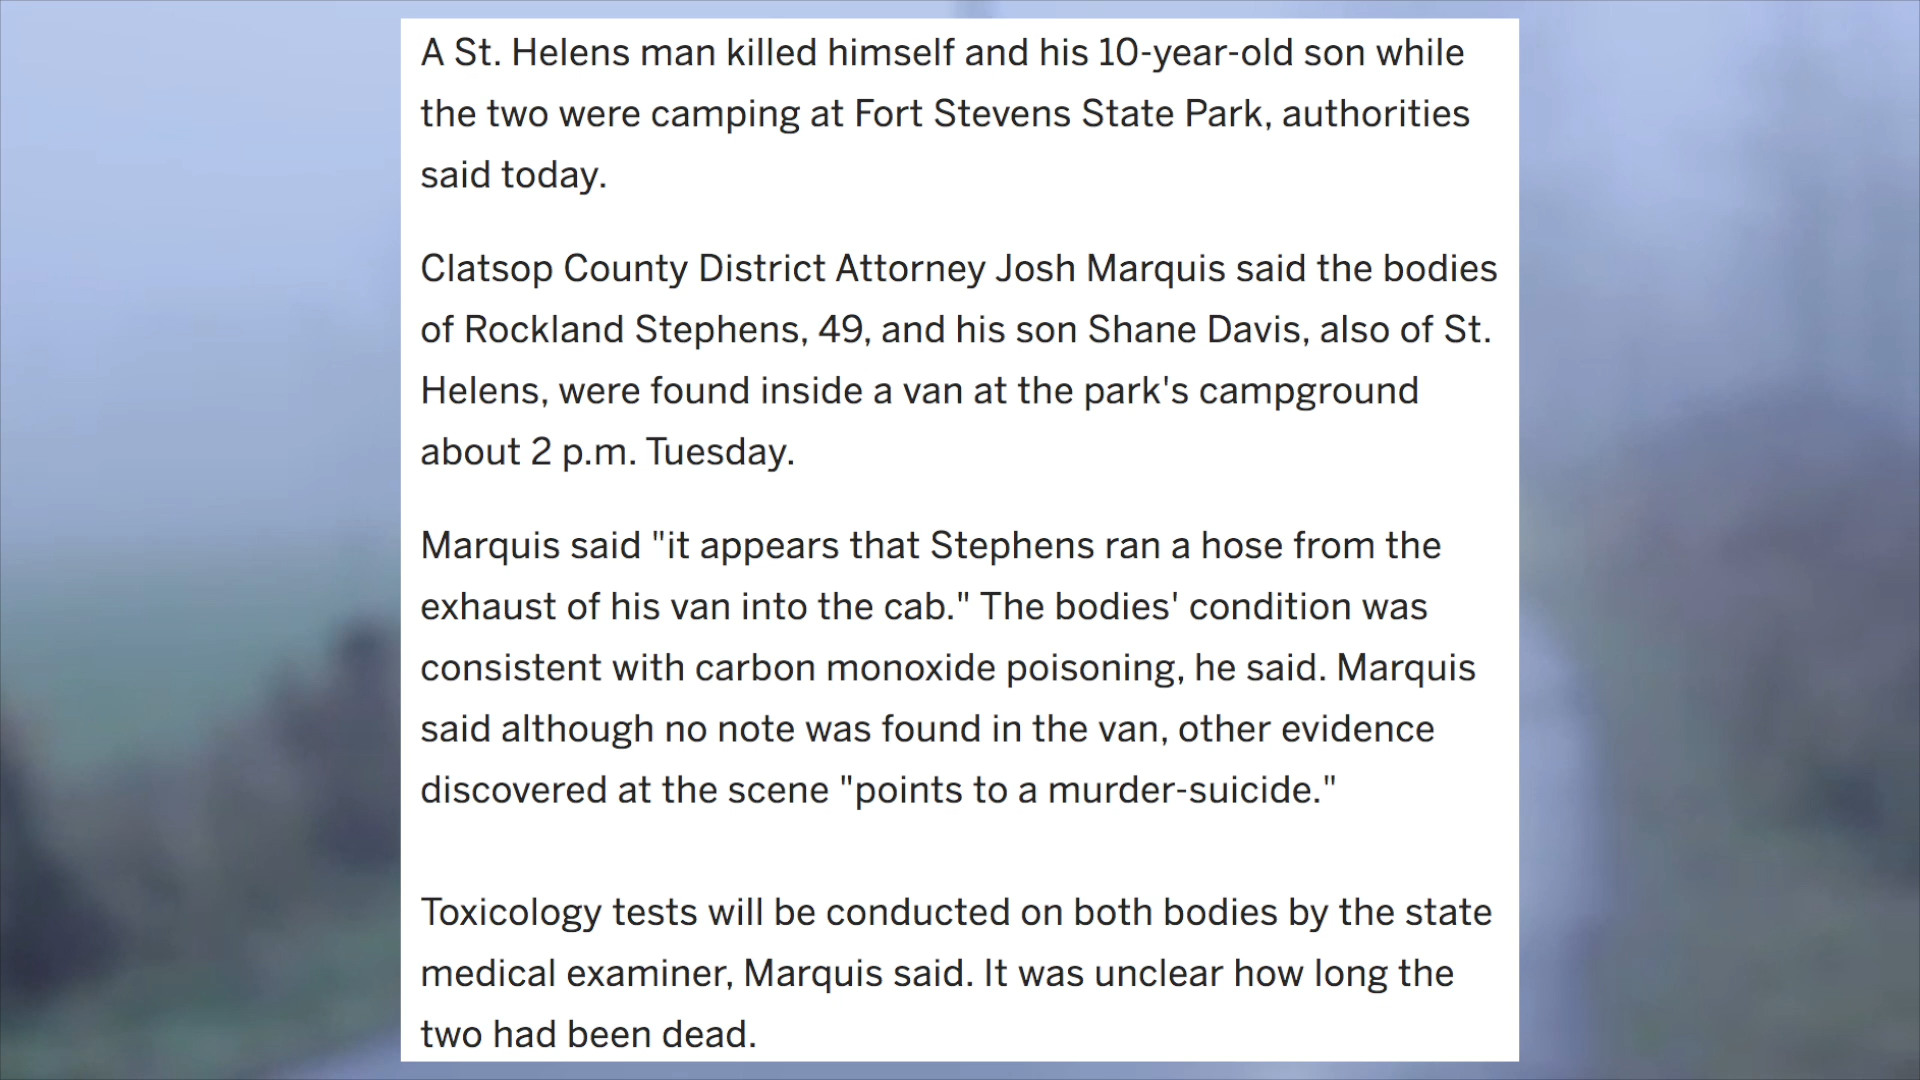 A St. Helens man killed himself and his 10-year-old son while
the two were camping at Fort Stevens State Park, authorities
said today.
Clatsop County District Attorney Josh Marquis said the bodies
of Rockland Stephens, 49, and his son Shane Davis, also of St.
Helens, were found inside a van at the park's campground
about 2 p.m. Tuesday.
Marquis said "it appears that Stephens ran a hose from the
exhaust of his van into the cab." The bodies' condition was
consistent with carbon monoxide poisoning, he said. Marquis
said although no note was found in the van, other evidence
discovered at the scene "points to a murder-suicide."
Toxicology tests will be conducted on both bodies by the state
medical examiner, Marquis said. It was unclear how long the
two had been dead.